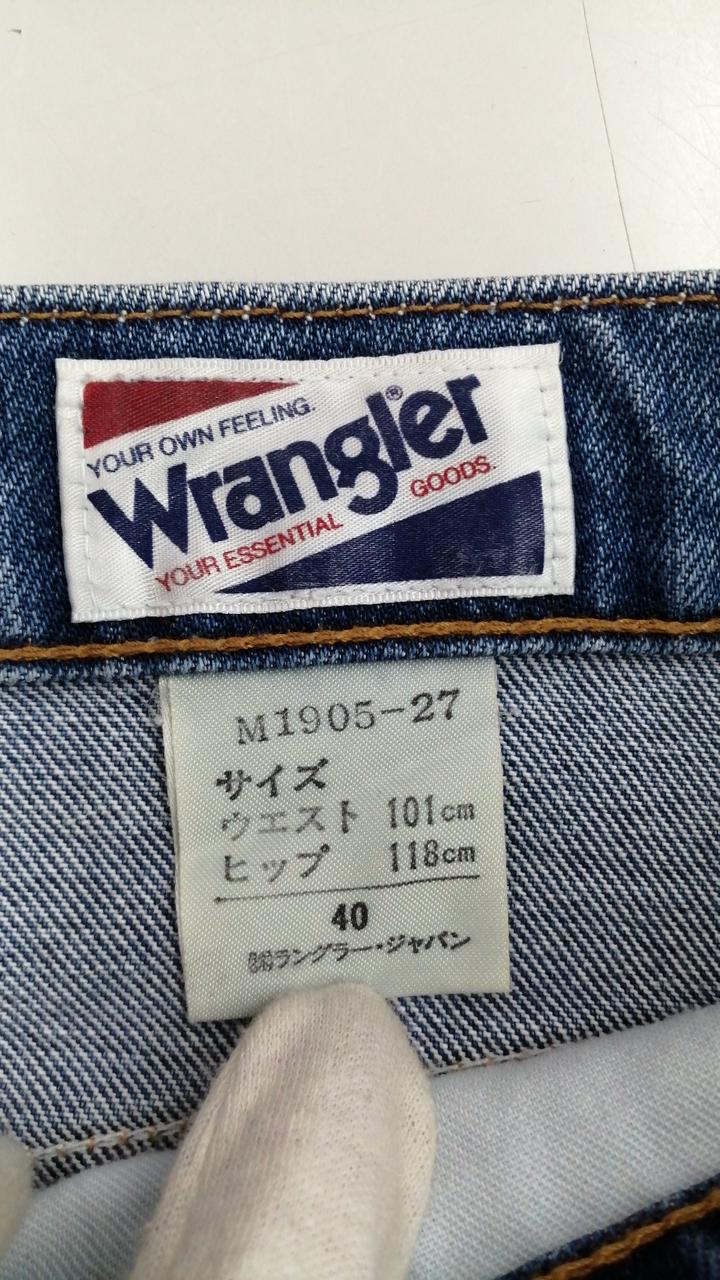 YOUR OWN FEELING.
Wrangler®
YOUR ESSENTIAL GOODS.
M1905-27
サイズ
ウエスト 101cm
ヒップ 118cm
40
㈱ラングラー・ジャパン